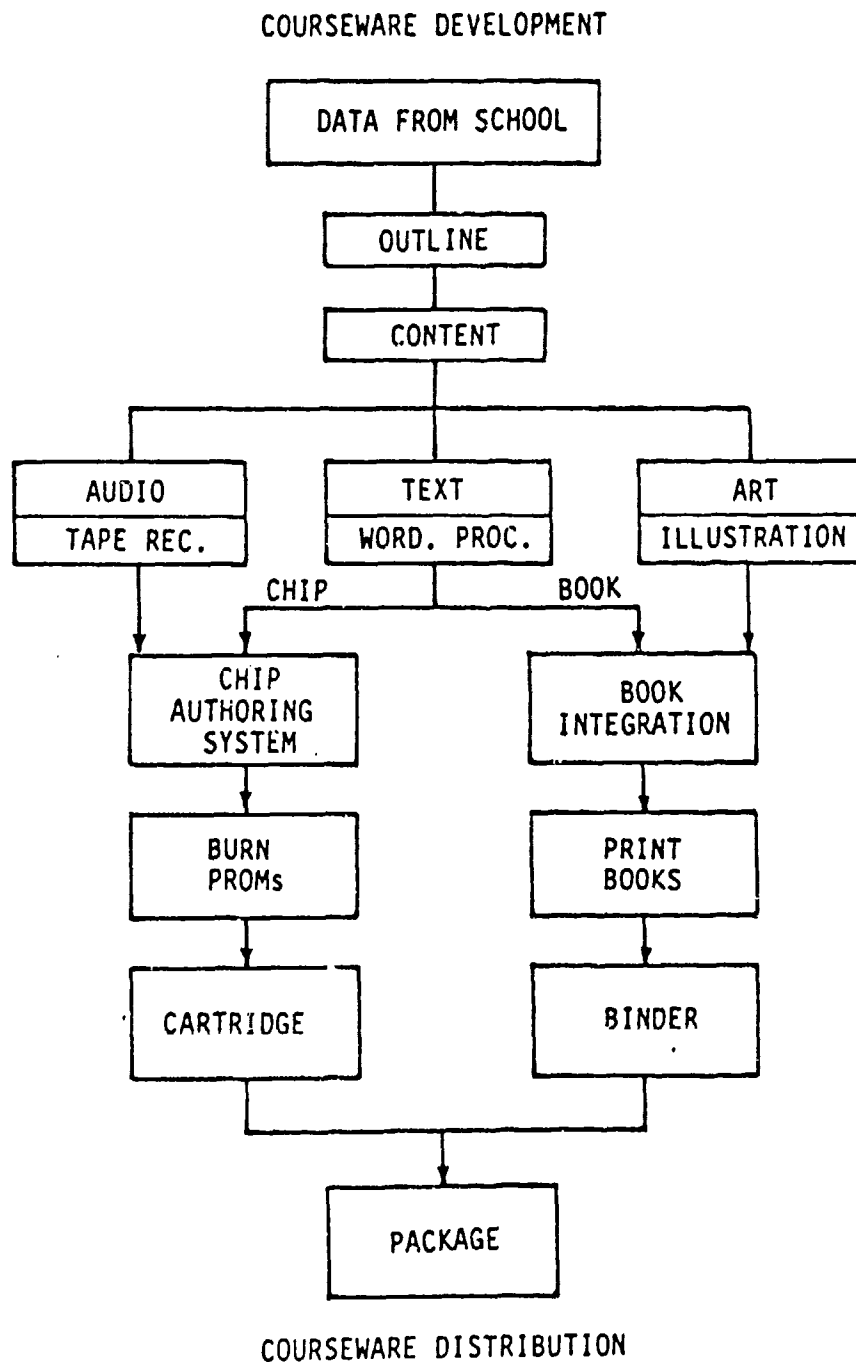 COURSEWARE DEVELOPMENT
DATA FROM SCHOOL
OUTLINE
CONTENT
AUDIO
TAPE REC.
TEXT
WORD. PROC.
ART
ILLUSTRATION
CHIP
BOOK
CHIP
AUTHORING
SYSTEM
BOOK
INTEGRATION
BURN
PROMs
PRINT
BOOKS
CARTRIDGE
BINDER
PACKAGE
COURSEWARE DISTRIBUTION